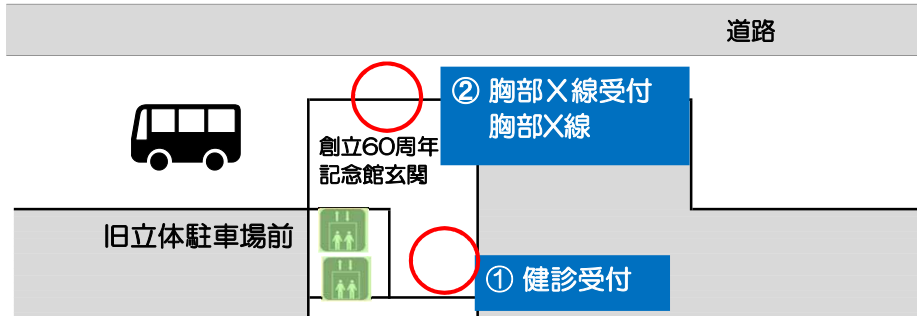 道路
② 胸部X線受付
胸部X線
創立60周年
記念館玄関
旧立体駐車場前
① 健診受付